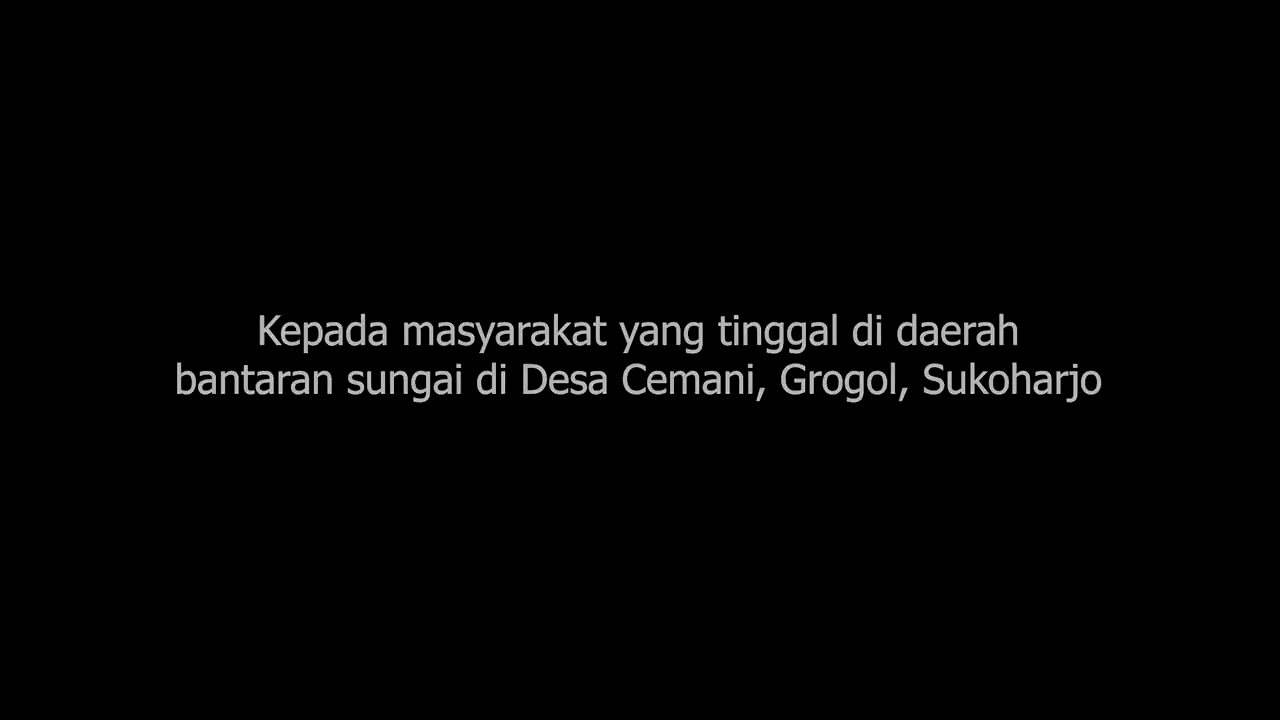 Kepada masyarakat yang tinggal di daerah
bantaran sungai di Desa Cemani, Grogol, Sukoharjo